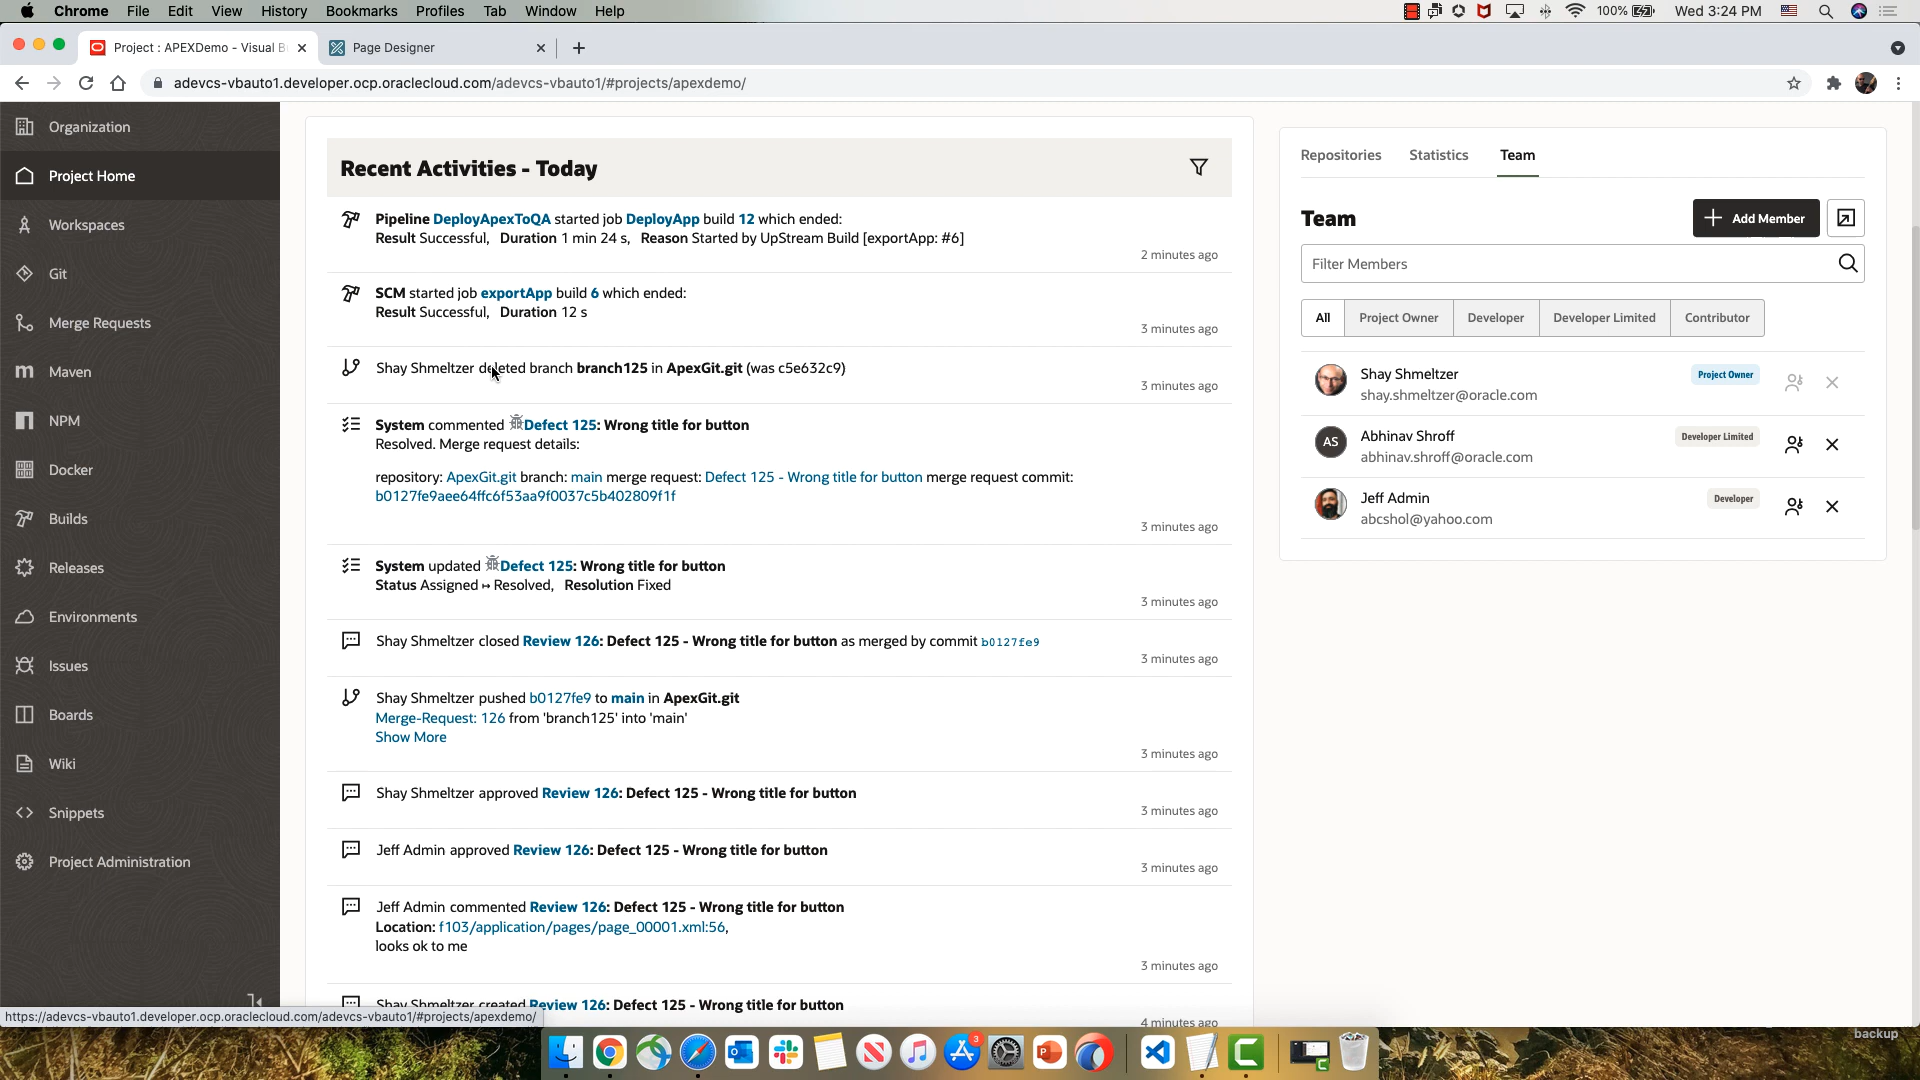 Chrome File Edit View History Bookmarks Profiles Tab Window Help 100% Wed 3:24 PM
Project : APEXDemo - Visual B Page Designer
adevcs-vbauto1.developer.ocp.oraclecloud.com/adevcs-vbauto1/#projects/apexdemo/
Organization
Project Home
Workspaces
Git
Merge Requests
Maven
NPM
Docker
Builds
Releases
Environments
Issues
Boards
Wiki
Snippets
Project Administration
Recent Activities - Today
Pipeline DeployApexToQA started job DeployApp build 12 which ended:
Result Successful, Duration 1 min 24 s, Reason Started by UpStream Build [exportApp: #6]
2 minutes ago
SCM started job exportApp build 6 which ended:
Result Successful, Duration 12 s
3 minutes ago
Shay Shmeltzer deleted branch branch125 in ApexGit.git (was c5e632c9)
3 minutes ago
System commented Defect 125: Wrong title for button
Resolved. Merge request details:
repository: ApexGit.git branch: main merge request: Defect 125 - Wrong title for button merge request commit:
b0127fe9aee64ffc6f53aa9f0037c5b402809f1f
3 minutes ago
System updated Defect 125: Wrong title for button
Status Assigned ↦ Resolved, Resolution Fixed
3 minutes ago
Shay Shmeltzer closed Review 126: Defect 125 - Wrong title for button as merged by commit b0127fe9
3 minutes ago
Shay Shmeltzer pushed b0127fe9 to main in ApexGit.git
Merge-Request: 126 from 'branch125' into 'main'
Show More
3 minutes ago
Shay Shmeltzer approved Review 126: Defect 125 - Wrong title for button
3 minutes ago
Jeff Admin approved Review 126: Defect 125 - Wrong title for button
3 minutes ago
Jeff Admin commented Review 126: Defect 125 - Wrong title for button
Location: f103/application/pages/page_00001.xml:56,
looks ok to me
3 minutes ago
Shay Shmeltzer created Review 126: Defect 125 - Wrong title for button
4 minutes ago
Repositories Statistics Team
Team
Add Member
Filter Members
All Project Owner Developer Developer Limited Contributor
Shay Shmeltzer Project Owner
shay.shmeltzer@oracle.com
AS Abhinav Shroff Developer Limited
abhinav.shroff@oracle.com
Jeff Admin Developer
abcshol@yahoo.com
https://adevcs-vbauto1.developer.ocp.oraclecloud.com/adevcs-vbauto1/#projects/apexdemo/
3
backup